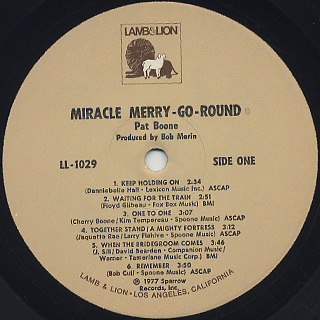 LAMB & LION
MIRACLE MERRY-GO-ROUND ®
Pat Boone
Produced by Bob Morin
LL-1029
SIDE ONE
1. KEEP HOLDING ON 2:34
(Danniebelle Hall - Lexicon Music Inc.) ASCAP
2. WAITING FOR THE TRAIN 2:51
(Floyd Gilbeau - Fox Box Music) BMI
3. ONE TO ONE 3:07
(Cherry Boone / Kim Tempereau - Spoone Music) ASCAP
4. TOGETHER STAND (A MIGHTY FORTRESS) 3:12
(Jaquetta Rae / Larry Flahive - Spoone Music) ASCAP
5. WHEN THE BRIDEGROOM COMES 3:46
(J. Sill / David Bearden - Companion Music /
Warner - Tamerlane Music Corp.) BMI
6. REMEMBER 3:50
(Bob Cull - Spoone Music) ASCAP
℗ 1977 Sparrow
Records, Inc.
LAMB & LION • LOS ANGELES, CALIFORNIA